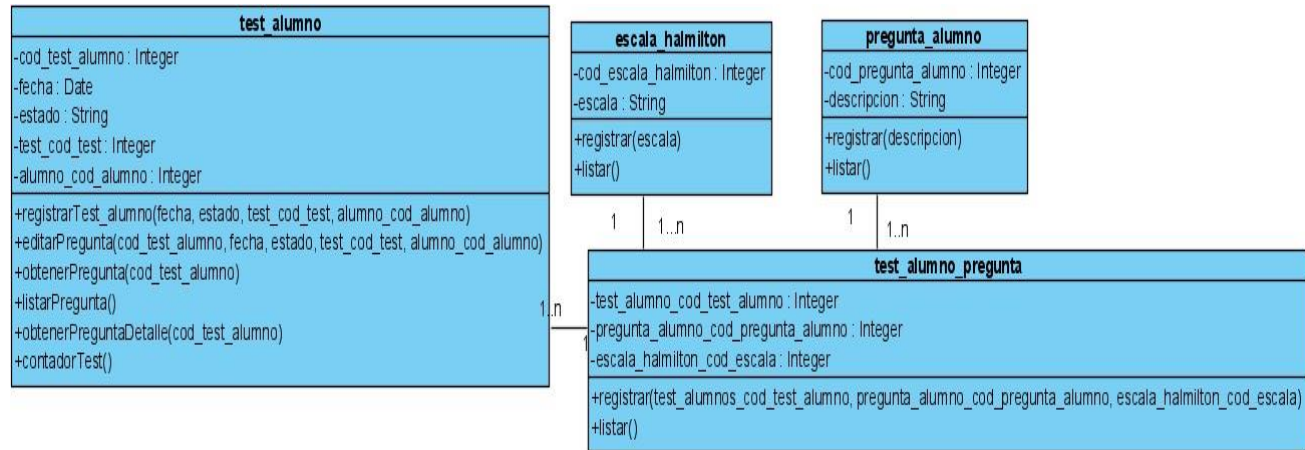 test_alumno
-cod_test_alumno : Integer
-fecha : Date
-estado : String
-test_cod_test : Integer
-alumno_cod_alumno : Integer
+registrarTest_alumno(fecha, estado, test_cod_test, alumno_cod_alumno)
+editarPregunta(cod_test_alumno, fecha, estado, test_cod_test, alumno_cod_alumno)
+obtenerPregunta(cod_test_alumno)
+listarPregunta()
+obtenerPreguntaDetalle(cod_test_alumno)
+contadorTest()
escala_halmilton
-cod_escala_halmilton : Integer
-escala : String
+registrar(escala)
+listar()
pregunta_alumno
-cod_pregunta_alumno : Integer
-descripcion : String
+registrar(descripcion)
+listar()
1
1...n
1
1..n
1..n
1
test_alumno_pregunta
-test_alumno_cod_test_alumno : Integer
-pregunta_alumno_cod_pregunta_alumno : Integer
-escala_halmilton_cod_escala : Integer
+registrar(test_alumnos_cod_test_alumno, pregunta_alumno_cod_pregunta_alumno, escala_halmilton_cod_escala)
+listar()